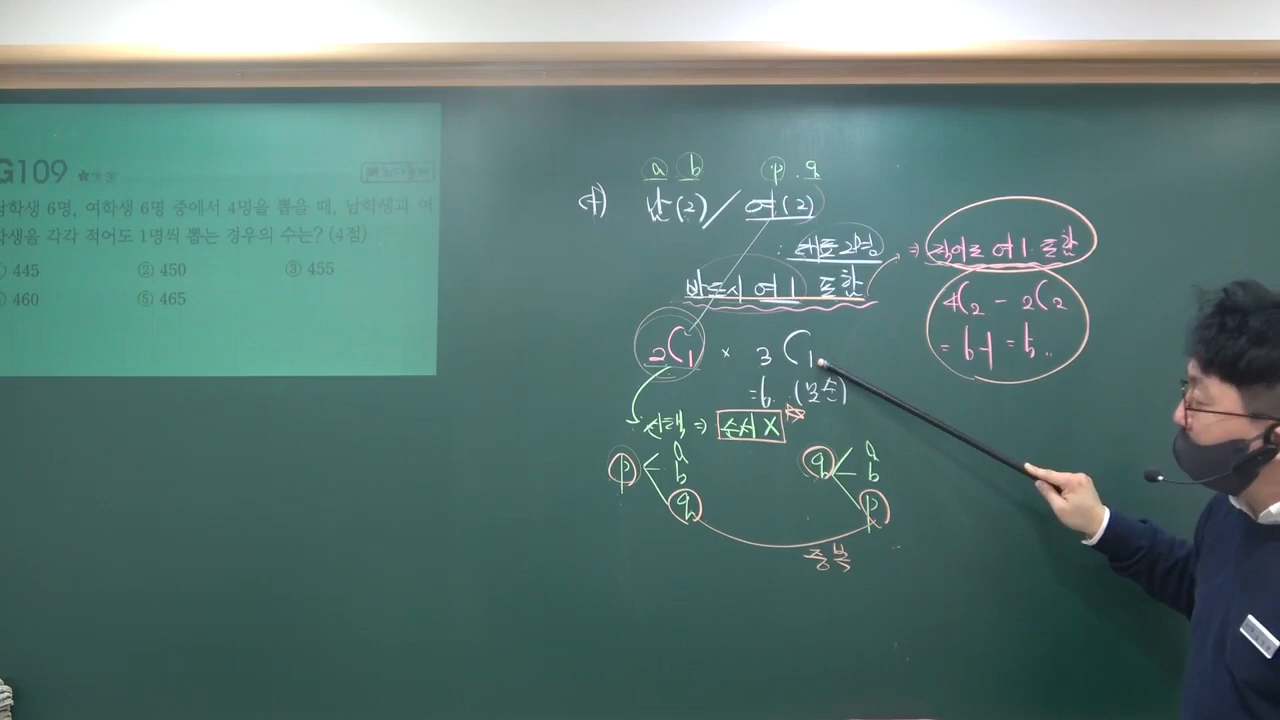 G109
남학생 6명, 여학생 6명 중에서 4명을 뽑을 때, 남학생과 여
학생을 각각 적어도 1명씩 뽑는 경우의 수는? (4점)
① 445 ② 450 ③ 455
④ 460 ⑤ 465
a b p . q
남(2) / 여(2)
: 대표 2명
반드시 여 1 포함
⇒ 적어도 여 1 포함
4C2 - 2C2
= 6-1 = 5..
2C1 × 3C1
= 6. (모순)
선택 ⇒ 순서 X
p a b q
q a b p
중복